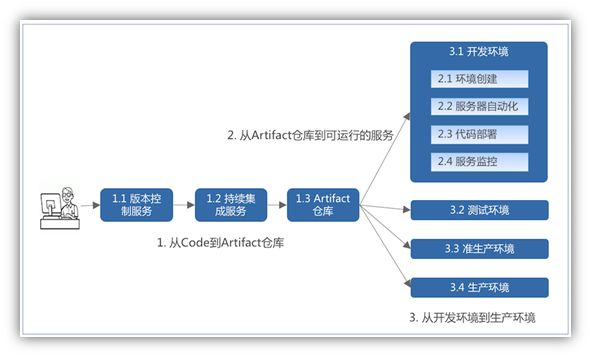 3.1 开发环境
2.1 环境创建
2.2 服务器自动化
2.3 代码部署
2.4 服务监控
2. 从Artifact仓库到可运行的服务
1.1 版本控
制服务
1.2 持续集
成服务
1.3 Artifact
仓库
3.2 测试环境
1. 从Code到Artifact仓库
3.3 准生产环境
3.4 生产环境
3. 从开发环境到生产环境